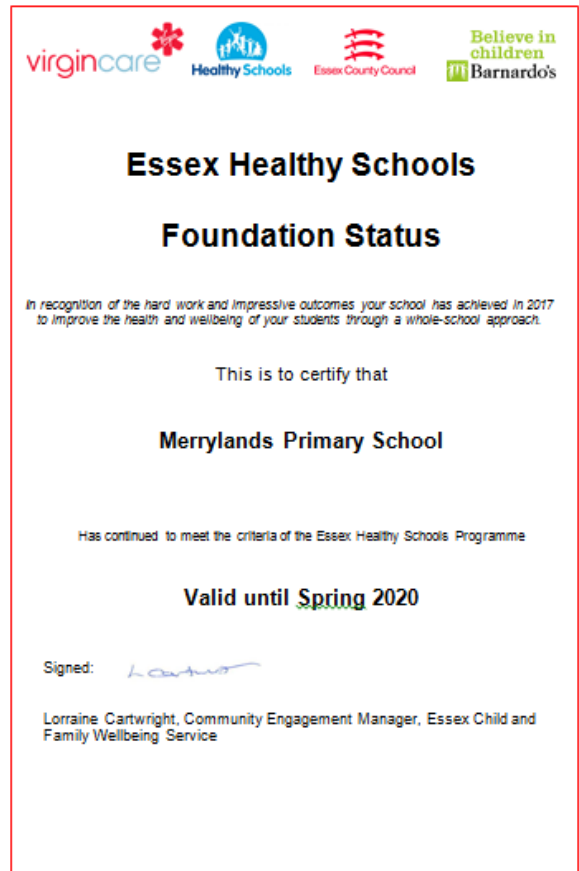 virgincare
Healthy Schools
Essex County Council
Believe in
children
Barnardo's
Essex Healthy Schools
Foundation Status
In recognition of the hard work and impressive outcomes your school has achieved in 2017
to improve the health and wellbeing of your students through a whole-school approach.
This is to certify that
Merrylands Primary School
Has continued to meet the criteria of the Essex Healthy Schools Programme
Valid until Spring 2020
Signed: L Cartwr
Lorraine Cartwright, Community Engagement Manager, Essex Child and
Family Wellbeing Service